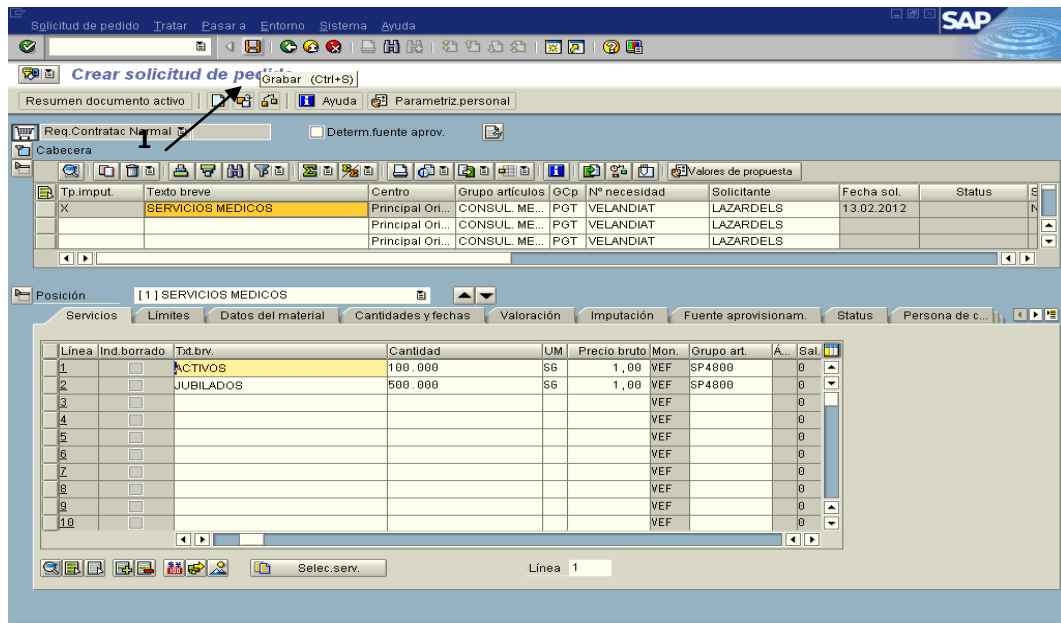 Solicitud de pedido Tratar Pasar a Entorno Sistema Ayuda
SAP
Crear solicitud de pedido
Grabar (Ctrl+S)
Resumen documento activo Ayuda Parametriz.personal
1
Req.Contratac Normal Determ.fuente aprov.
Cabecera
Valores de propuesta
Tp.imput. Texto breve Centro Grupo artículos GCp Nº necesidad Solicitante Fecha sol. Status S
X SERVICIOS MEDICOS Principal Ori... CONSUL. ME... PGT VELANDIAT LAZARDELS 13.02.2012 N
Principal Ori... CONSUL. ME... PGT VELANDIAT LAZARDELS
Principal Ori... CONSUL. ME... PGT VELANDIAT LAZARDELS
Posición [ 1 ] SERVICIOS MEDICOS
Servicios Límites Datos del material Cantidades y fechas Valoración Imputación Fuente aprovisionam. Status Persona de c...
Línea Ind.borrado Txt.brv. Cantidad UM Precio bruto Mon. Grupo art. Á... Sal.
1 ACTIVOS 100.000 SG 1,00 VEF SP4800 0
2 JUBILADOS 500.000 SG 1,00 VEF SP4800 0
3 VEF 0
4 VEF 0
5 VEF 0
6 VEF 0
7 VEF 0
8 VEF 0
9 VEF 0
10 VEF 0
Selec.serv. Línea 1